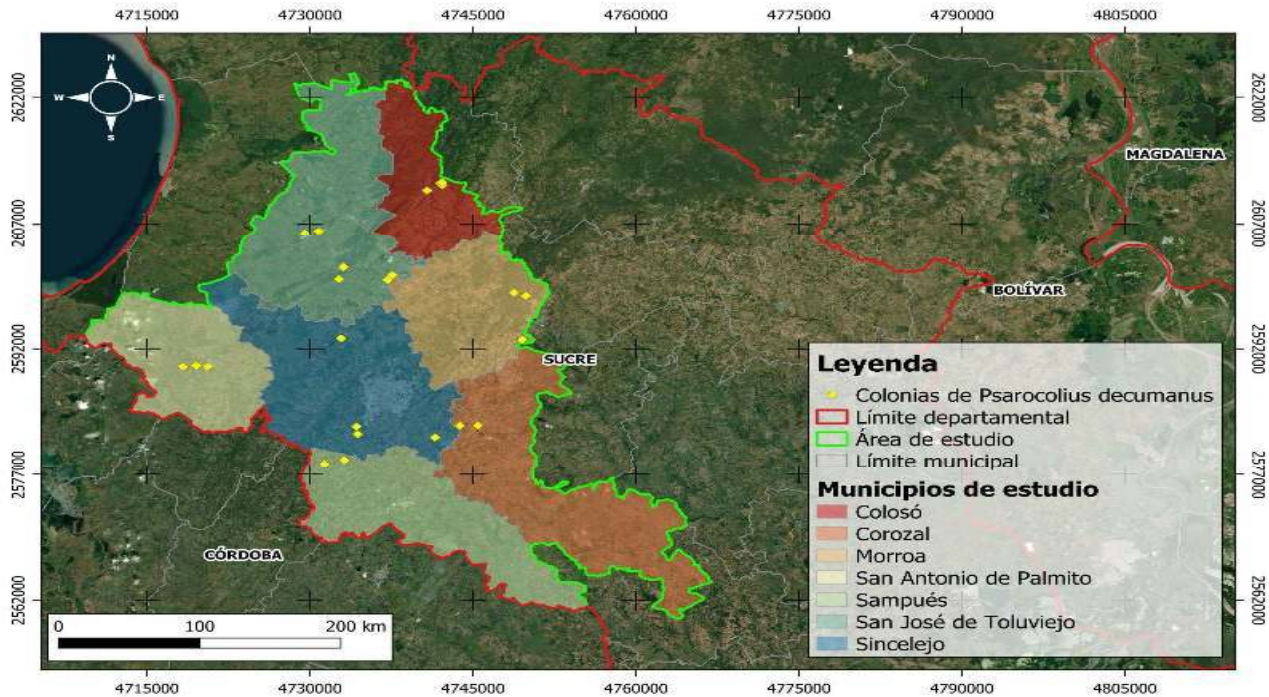 4715000 4730000 4745000 4760000 4775000 4790000 4805000
N
W E
S
2622000 2622000
MAGDALENA
2607000 2607000
BOLÍVAR
2592000 2592000
SUCRE
Leyenda
Colonias de Psarocolius decumanus
Límite departamental
Área de estudio
Límite municipal
2577000 2577000
Municipios de estudio
Colosó
Corozal
Morroa
San Antonio de Palmito
Sampués
San José de Toluviejo
Sincelejo
CÓRDOBA
2562000 2562000
0 100 200 km
4715000 4730000 4745000 4760000 4775000 4790000 4805000